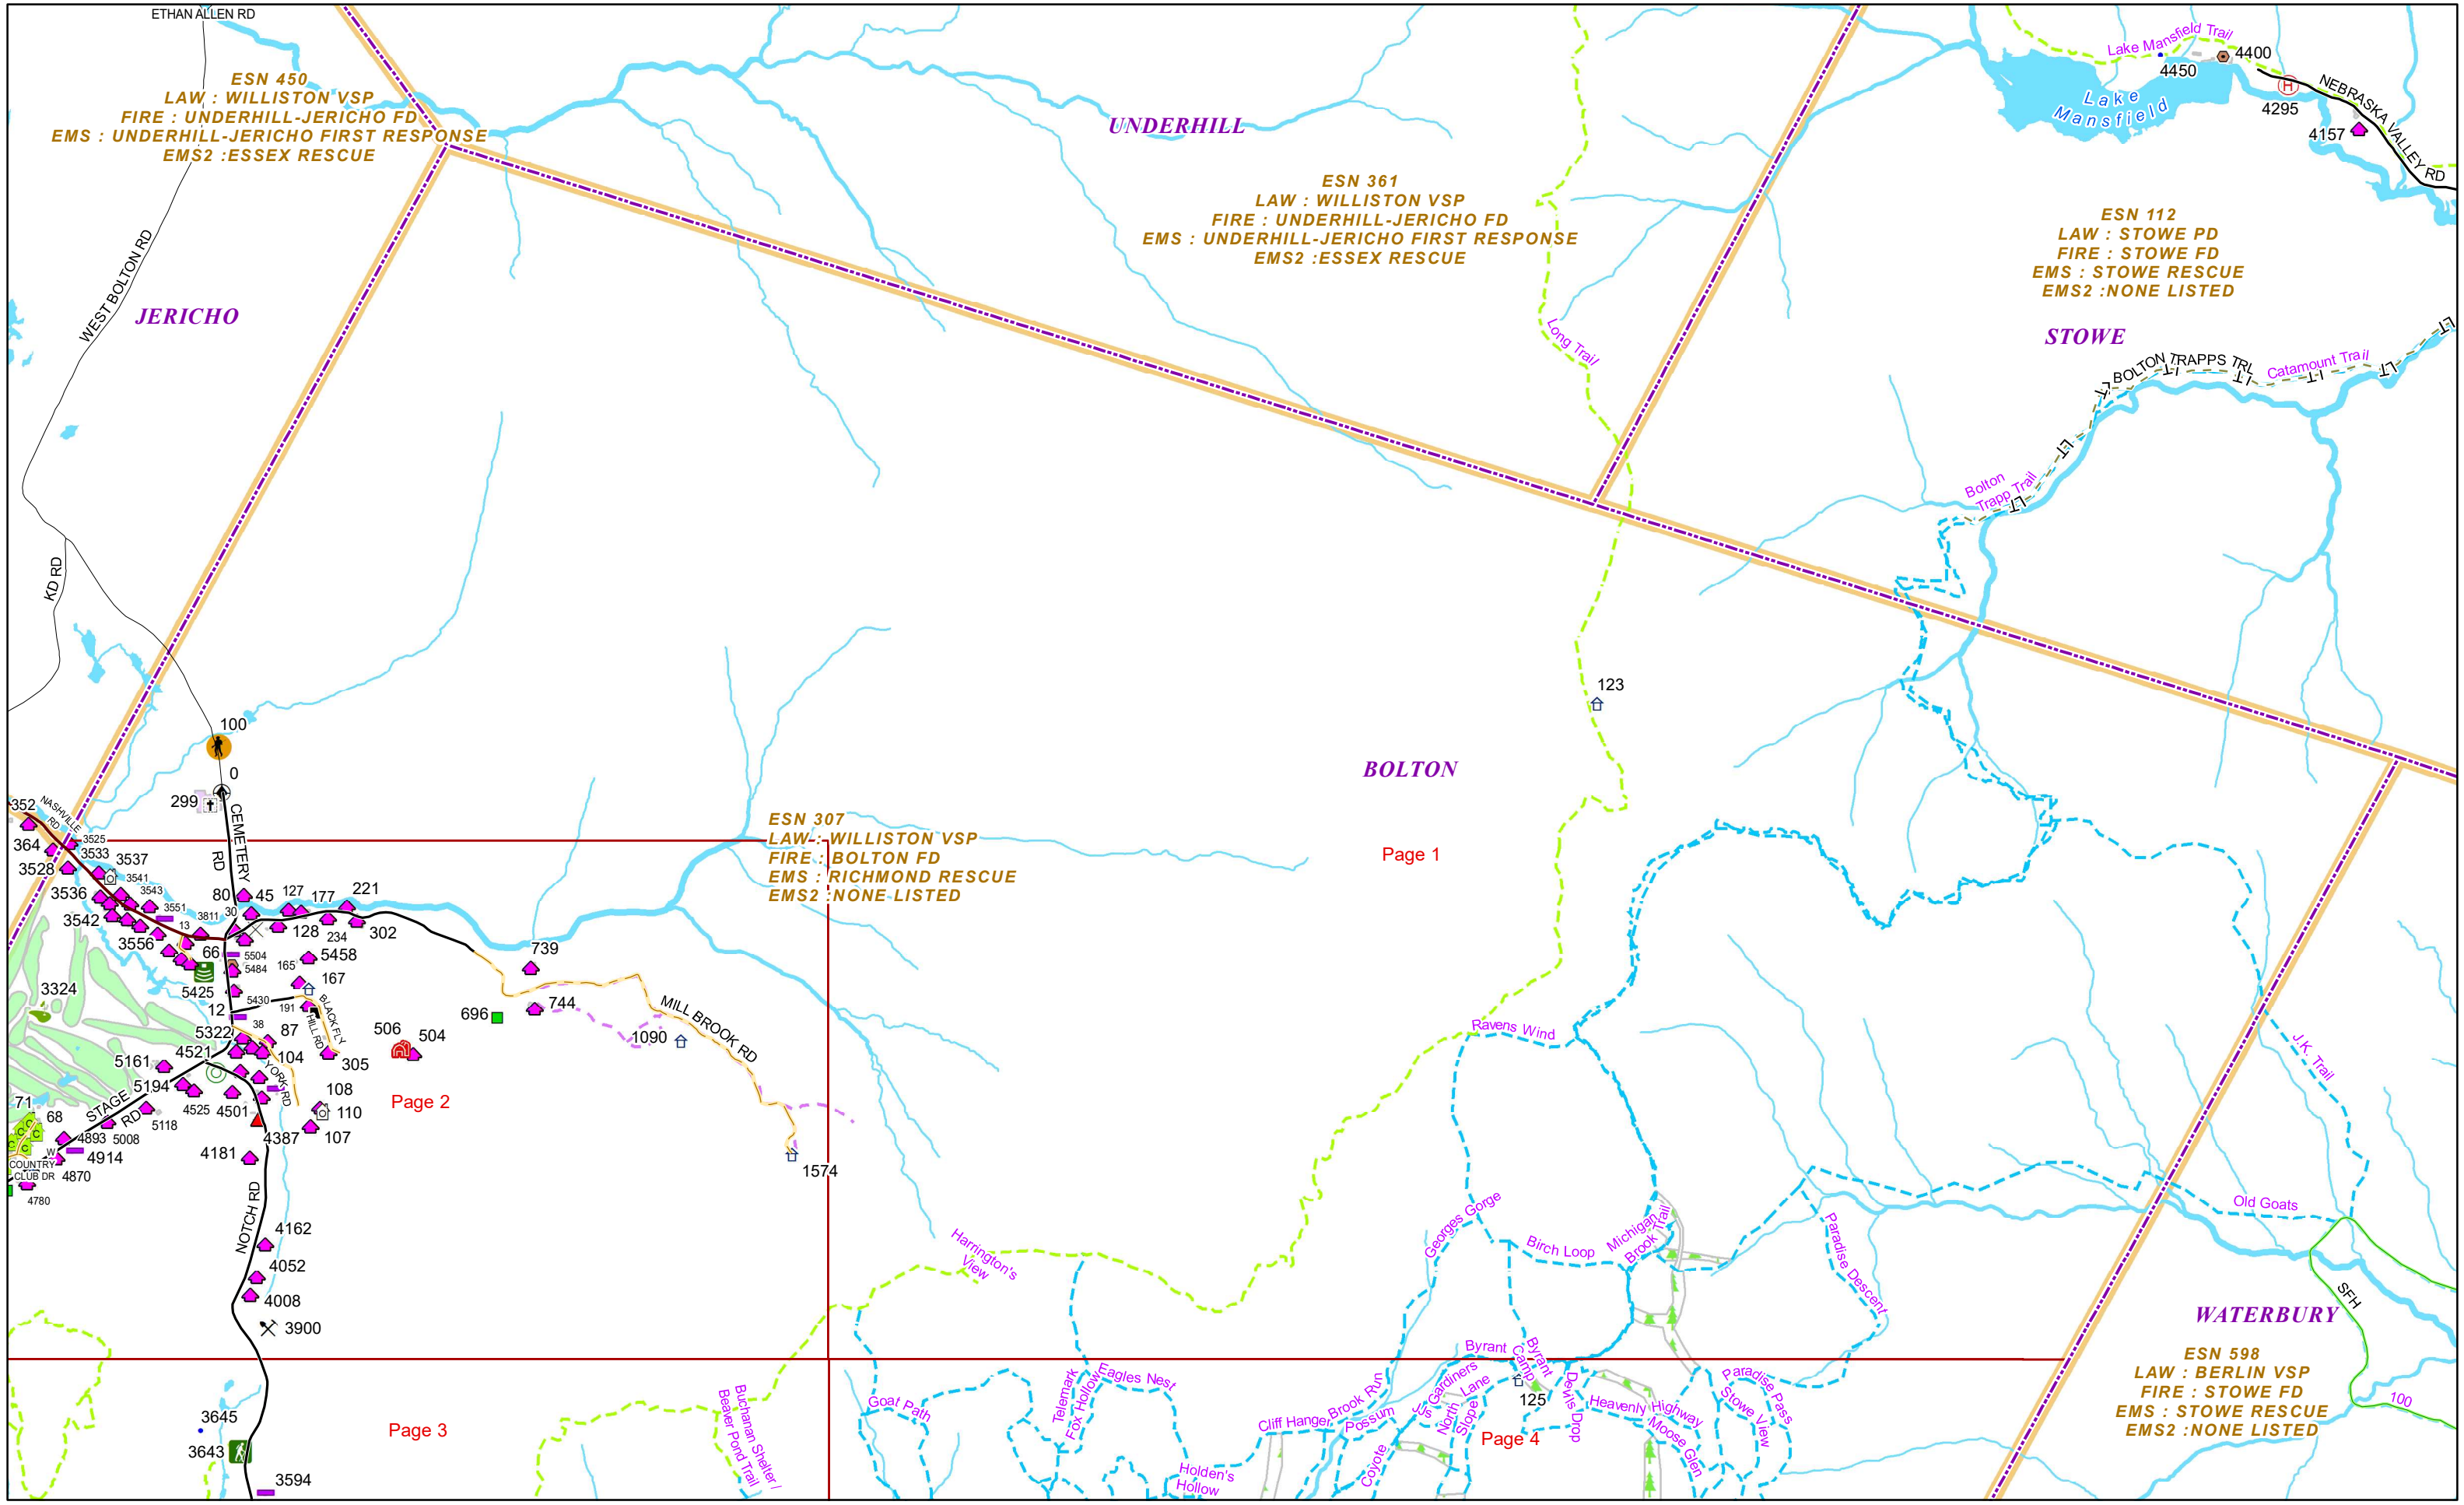 ETHAN ALLEN RD
ESN 450
LAW : WILLISTON VSP
FIRE : UNDERHILL-JERICHO FD
EMS : UNDERHILL-JERICHO FIRST RESPONSE
EMS2 :ESSEX RESCUE
UNDERHILL
ESN 361
LAW : WILLISTON VSP
FIRE : UNDERHILL-JERICHO FD
EMS : UNDERHILL-JERICHO FIRST RESPONSE
EMS2 :ESSEX RESCUE
Lake Mansfield Trail
4400
4450
Lake
Mansfield
H
4295
4157
NEBRASKA VALLEY RD
ESN 112
LAW : STOWE PD
FIRE : STOWE FD
EMS : STOWE RESCUE
EMS2 :NONE LISTED
STOWE
WEST BOLTON RD
JERICHO
Long Trail
BOLTON TRAPPS TRL
Catamount Trail
Bolton
Trapp Trail
KD RD
123
100
0
299
CEMETERY
RD
BOLTON
Page 1
ESN 307
LAW : WILLISTON VSP
FIRE : BOLTON FD
EMS : RICHMOND RESCUE
EMS2 :NONE LISTED
352
NASHVILLE
RD
364
3525
3533
3537
3528
3541
3536
3543
3542
3551
3811
3556
13
80
45
30
127
177
221
128
234
302
66
5504
5484
5458
165
167
5425
5430
191
12
BLACK FLY
HILL RD
3324
38
87
5322
4521
104
305
506
504
696
739
744
1090
MILL BROOK RD
1574
5161
5194
YORK
RD
4525
4501
108
110
107
STAGE
RD
5118
71
68
C
C
C
C
C
C
4893
5008
4914
W
COUNTRY
CLUB DR
4870
4780
4387
4181
Page 2
NOTCH RD
4162
4052
4008
3900
3645
3643
3594
Page 3
Buchanan Shelter /
Beaver Pond Trail
Harrington's
View
Goat Path
Telemark
Fox Hollow
Eagles Nest
Holden's
Hollow
Cliff Hanger
Brook Run
Possum
Coyote
Gardiners
Lane
North
Slope
Byrant
Byrant
Camp
125
Page 4
Devils Drop
Heavenly Highway
Moose Glen
Stowe View
Paradise Pass
Georges Gorge
Birch Loop
Michigan
Brook Trail
Ravens Wind
Paradise Descent
J.K. Trail
Old Goats
SFH
100
WATERBURY
ESN 598
LAW : BERLIN VSP
FIRE : STOWE FD
EMS : STOWE RESCUE
EMS2 :NONE LISTED